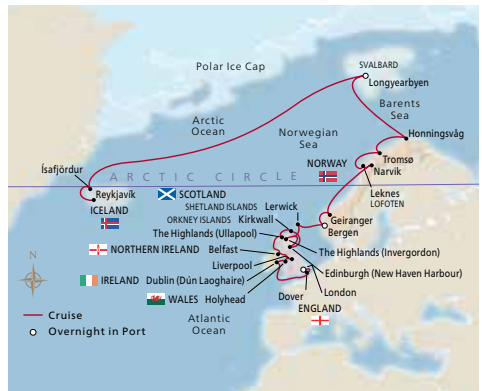 SVALBARD
Polar Ice Cap
Longyearbyen
Barents
Sea
Arctic
Ocean
Norwegian
Sea
Honningsvåg
Tromsø
NORWAY
Narvik
Ísafjördur
ARCTIC CIRCLE
Leknes
LOFOTEN
Reykjavík
SCOTLAND
ICELAND
SHETLAND ISLANDS
Lerwick
ORKNEY ISLANDS
Kirkwall
Geiranger
Bergen
The Highlands (Ullapool)
NORTHERN IRELAND
Belfast
The Highlands (Invergordon)
Liverpool
Edinburgh (New Haven Harbour)
IRELAND
Dublin (Dún Laoghaire)
London
WALES
Holyhead
Dover
ENGLAND
Atlantic
Ocean
N
Cruise
Overnight in Port